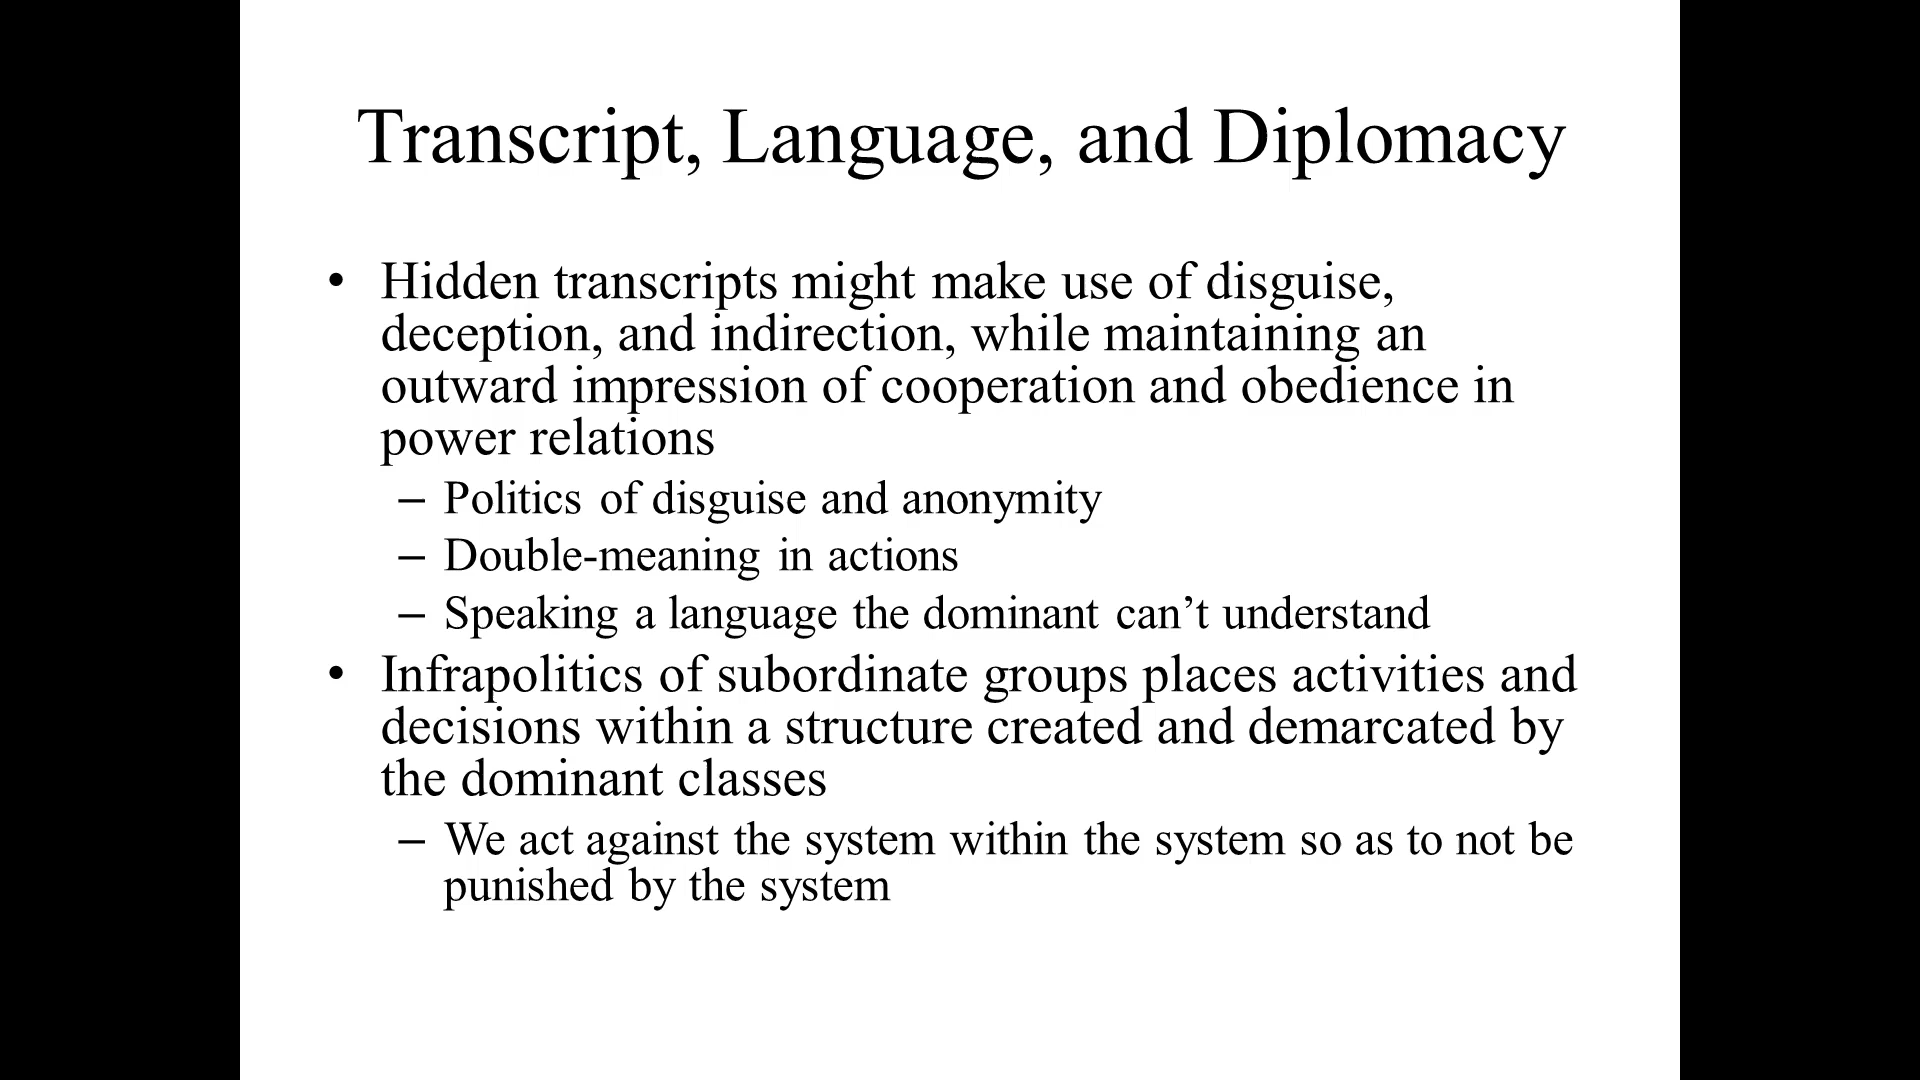 Transcript, Language, and Diplomacy
• Hidden transcripts might make use of disguise,
deception, and indirection, while maintaining an
outward impression of cooperation and obedience in
power relations
– Politics of disguise and anonymity
– Double-meaning in actions
– Speaking a language the dominant can’t understand
• Infrapolitics of subordinate groups places activities and
decisions within a structure created and demarcated by
the dominant classes
– We act against the system within the system so as to not be
punished by the system